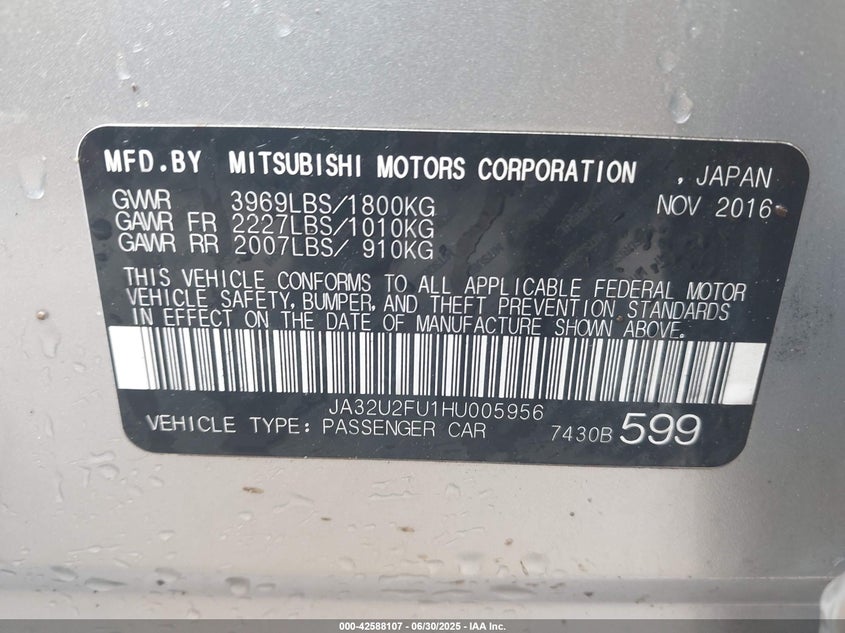 MFD.BY MITSUBISHI MOTORS CORPORATION , JAPAN
GVWR 3969LBS/1800KG NOV 2016
GAWR FR 2227LBS/1010KG
GAWR RR 2007LBS/ 910KG
THIS VEHICLE CONFORMS TO ALL APPLICABLE FEDERAL MOTOR
VEHICLE SAFETY, BUMPER, AND THEFT PREVENTION STANDARDS
IN EFFECT ON THE DATE OF MANUFACTURE SHOWN ABOVE.
JA32U2FU1HU005956
VEHICLE TYPE: PASSENGER CAR 7430B 599
000-42588107 - 06/30/2025 - IAA Inc.